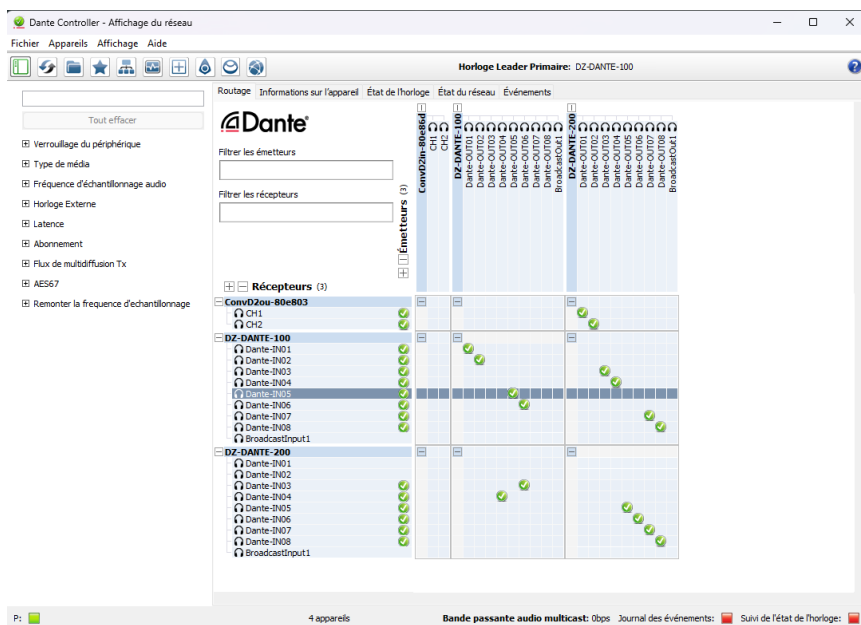 Dante Controller - Affichage du réseau
Fichier Appareils Affichage Aide
Horloge Leader Primaire: DZ-DANTE-100
Routage Informations sur l'appareil État de l'horloge État du réseau Événements
Tout effacer
Verrouillage du périphérique
Type de média
Fréquence d'échantillonnage audio
Horloge Externe
Latence
Abonnement
Flux de multidiffusion Tx
AES67
Remonter la frequence d'echantillonnage
Dante
Filtrer les émetteurs
Filtrer les récepteurs
Émetteurs (3)
ConvD2in-80e86d
CH1
CH2
DZ-DANTE-100
Dante-OUT01
Dante-OUT02
Dante-OUT03
Dante-OUT04
Dante-OUT05
Dante-OUT06
Dante-OUT07
Dante-OUT08
BroadcastOut1
DZ-DANTE-200
Dante-OUT01
Dante-OUT02
Dante-OUT03
Dante-OUT04
Dante-OUT05
Dante-OUT06
Dante-OUT07
Dante-OUT08
BroadcastOut1
Récepteurs (3)
ConvD2ou-80e803
CH1
CH2
DZ-DANTE-100
Dante-IN01
Dante-IN02
Dante-IN03
Dante-IN04
Dante-IN05
Dante-IN06
Dante-IN07
Dante-IN08
BroadcastInput1
DZ-DANTE-200
Dante-IN01
Dante-IN02
Dante-IN03
Dante-IN04
Dante-IN05
Dante-IN06
Dante-IN07
Dante-IN08
BroadcastInput1
P: 4 appareils Bande passante audio multicast: 0bps Journal des événements: Suivi de l'état de l'horloge: